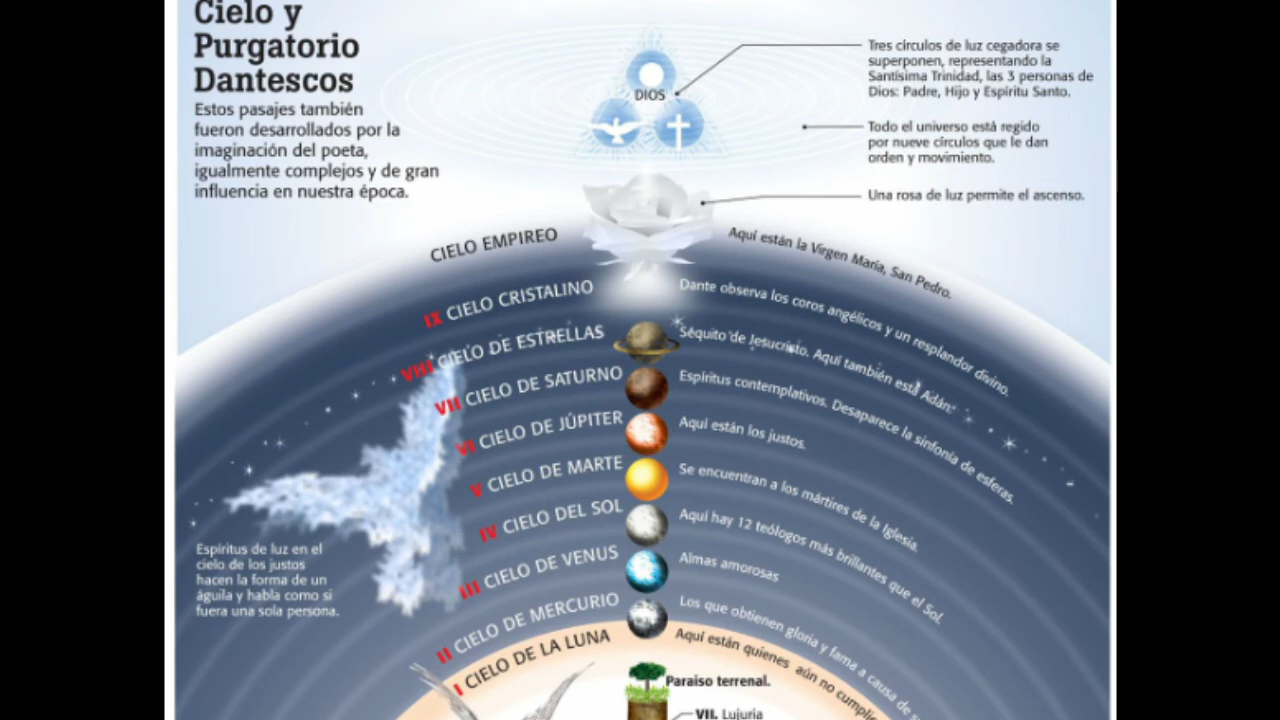 Cielo y
Purgatorio
Dantescos
Estos pasajes también
fueron desarrollados por la
imaginación del poeta,
igualmente complejos y de gran
influencia en nuestra época.
DIOS
Tres círculos de luz cegadora se
superponen, representando la
Santísima Trinidad, las 3 personas de
Dios: Padre, Hijo y Espíritu Santo.
Todo el universo está regido
por nueve círculos que le dan
orden y movimiento.
Una rosa de luz permite el ascenso.
CIELO EMPIREO
Aquí están la Virgen María, San Pedro.
IX CIELO CRISTALINO
Dante observa los coros angélicos y un resplandor divino.
VIII CIELO DE ESTRELLAS
Séquito de Jesucristo. Aquí también está Adán.
VII CIELO DE SATURNO
Espíritus contemplativos. Desaparece la sinfonía de esferas.
VI CIELO DE JÚPITER
Aquí están los justos.
V CIELO DE MARTE
Se encuentran a los mártires de la Iglesia.
IV CIELO DEL SOL
Aquí hay 12 teólogos más brillantes que el Sol.
III CIELO DE VENUS
Almas amorosas
II CIELO DE MERCURIO
Los que obtienen gloria y fama a causa de
I CIELO DE LA LUNA
Aquí están quienes aún no
Espíritus de luz en el
cielo de los justos
hacen la forma de un
águila y habla como si
fuera una sola persona.
Paraiso terrenal.
VII. Lujuria